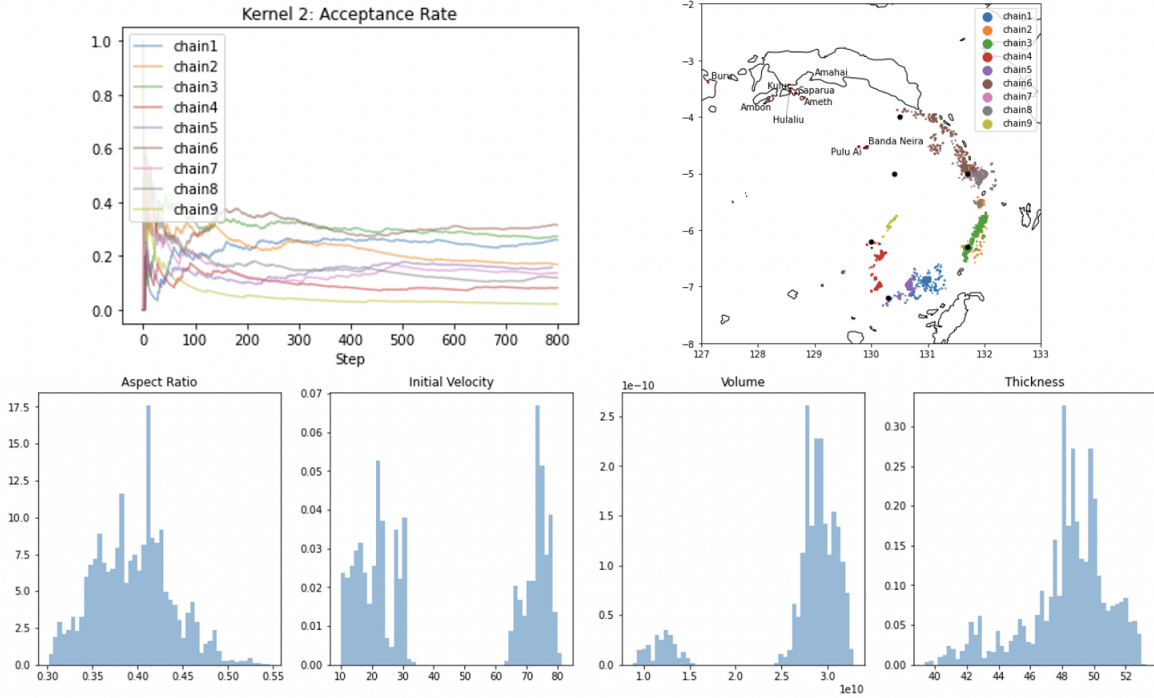 Kernel 2: Acceptance Rate
1.0
0.8
0.6
0.4
0.2
0.0
chain1
chain2
chain3
chain4
chain5
chain6
chain7
chain8
chain9
0 100 200 300 400 500 600 700 800
Step
−2
−3
−4
−5
−6
−7
−8
127 128 129 130 131 132 133
chain1
chain2
chain3
chain4
chain5
chain6
chain7
chain8
chain9
Buru
Amahai
Saparua
Ameth
Ambon
Hulaliu
Banda Neira
Pulu Ai
Aspect Ratio
17.5
15.0
12.5
10.0
7.5
5.0
2.5
0.0
0.30 0.35 0.40 0.45 0.50 0.55
Initial Velocity
0.07
0.06
0.05
0.04
0.03
0.02
0.01
0.00
10 20 30 40 50 60 70 80
Volume
1e−10
2.5
2.0
1.5
1.0
0.5
0.0
1.0 1.5 2.0 2.5 3.0
1e10
Thickness
0.30
0.25
0.20
0.15
0.10
0.05
0.00
40 42 44 46 48 50 52